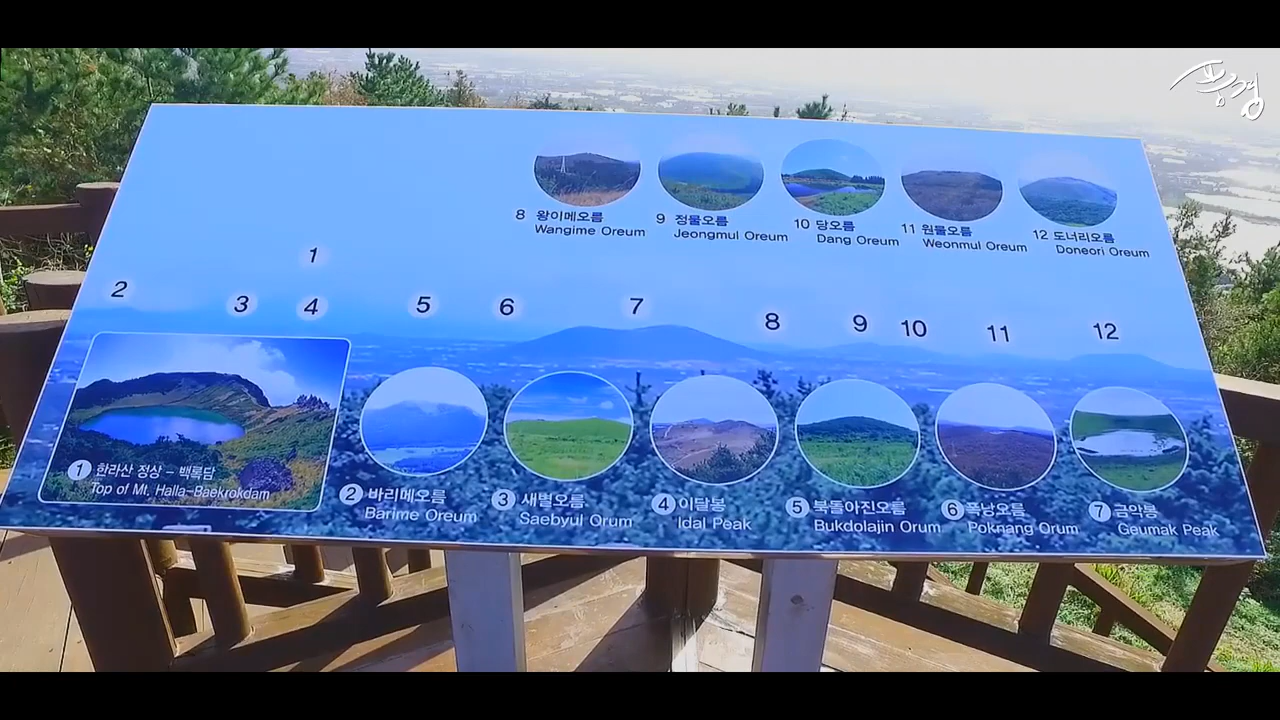 풍경
8 왕이메오름
Wangime Oreum
9 정물오름
Jeongmul Oreum
10 당오름
Dang Oreum
11 원물오름
Weonmul Oreum
12 도너리오름
Doneori Oreum
1
2
3
4
5
6
7
8
9
10
11
12
1 한라산 정상 - 백록담
Top of Mt. Halla-Baekrokdam
2 바리메오름
Barime Oreum
3 새별오름
Saebyul Orum
4 이달봉
Idal Peak
5 북돌아진오름
Bukdolajin Orum
6 폭낭오름
Poknang Orum
7 금악봉
Geumak Peak